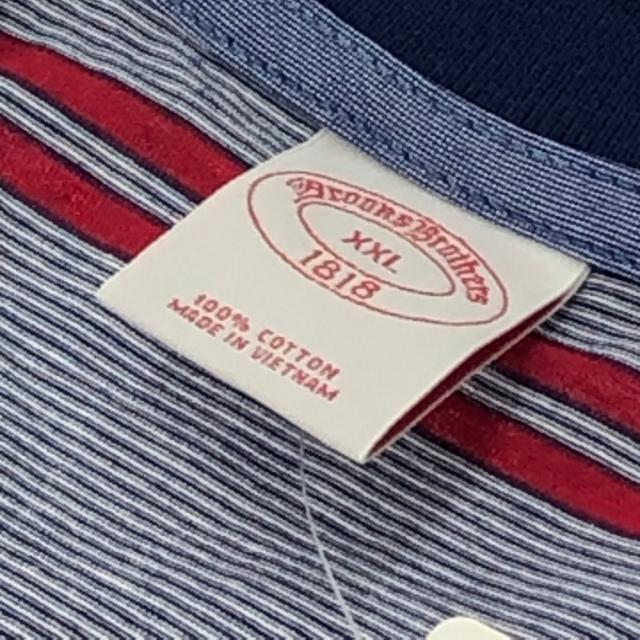 Brooks Brothers
XXL
1818
100% COTTON
MADE IN VIETNAM